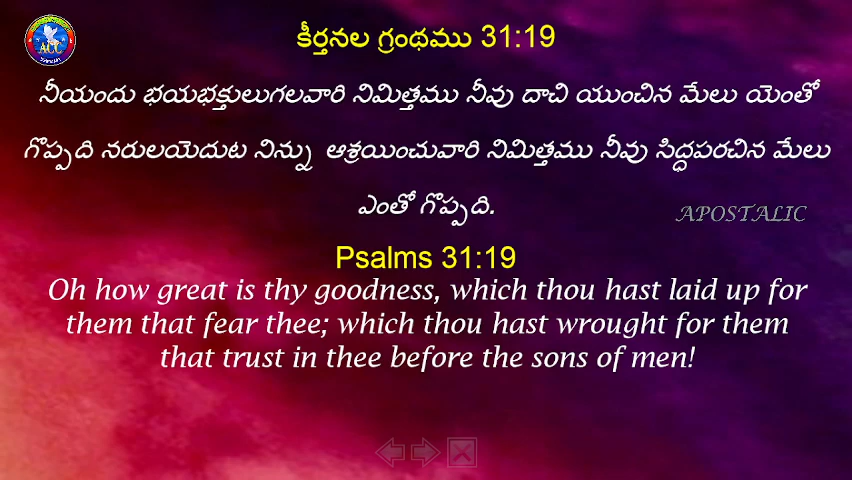 ACC
కీర్తనల గ్రంథము 31:19
నీయందు భయభక్తులుగలవారి నిమిత్తము నీవు దాచి యుంచిన మేలు యెంతో
గొప్పది నరులయెదుట నిన్ను ఆశ్రయించువారి నిమిత్తము నీవు సిద్ధపరచిన మేలు
ఎంతో గొప్పది.
APOSTALIC
Psalms 31:19
Oh how great is thy goodness, which thou hast laid up for
them that fear thee; which thou hast wrought for them
that trust in thee before the sons of men!